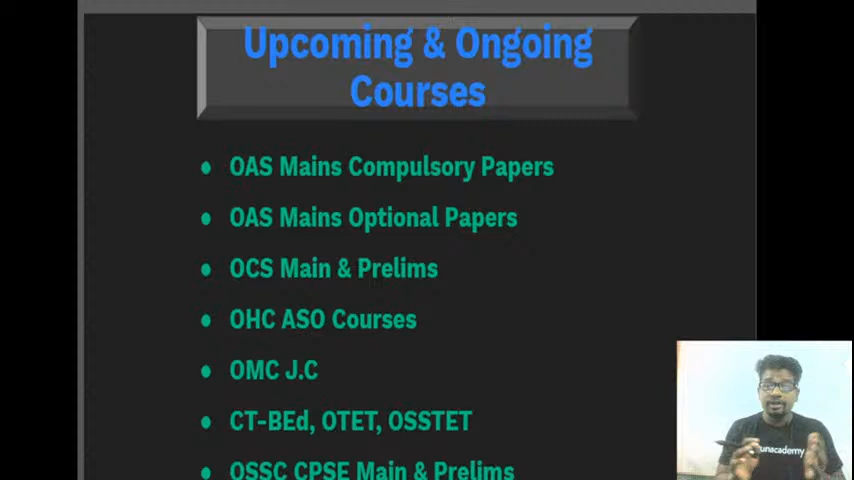 Upcoming & Ongoing
Courses
OAS Mains Compulsory Papers
OAS Mains Optional Papers
OCS Main & Prelims
OHC ASO Courses
OMC J.C
CT-BEd, OTET, OSSTET
OSSC CPSE Main & Prelims
unacademy